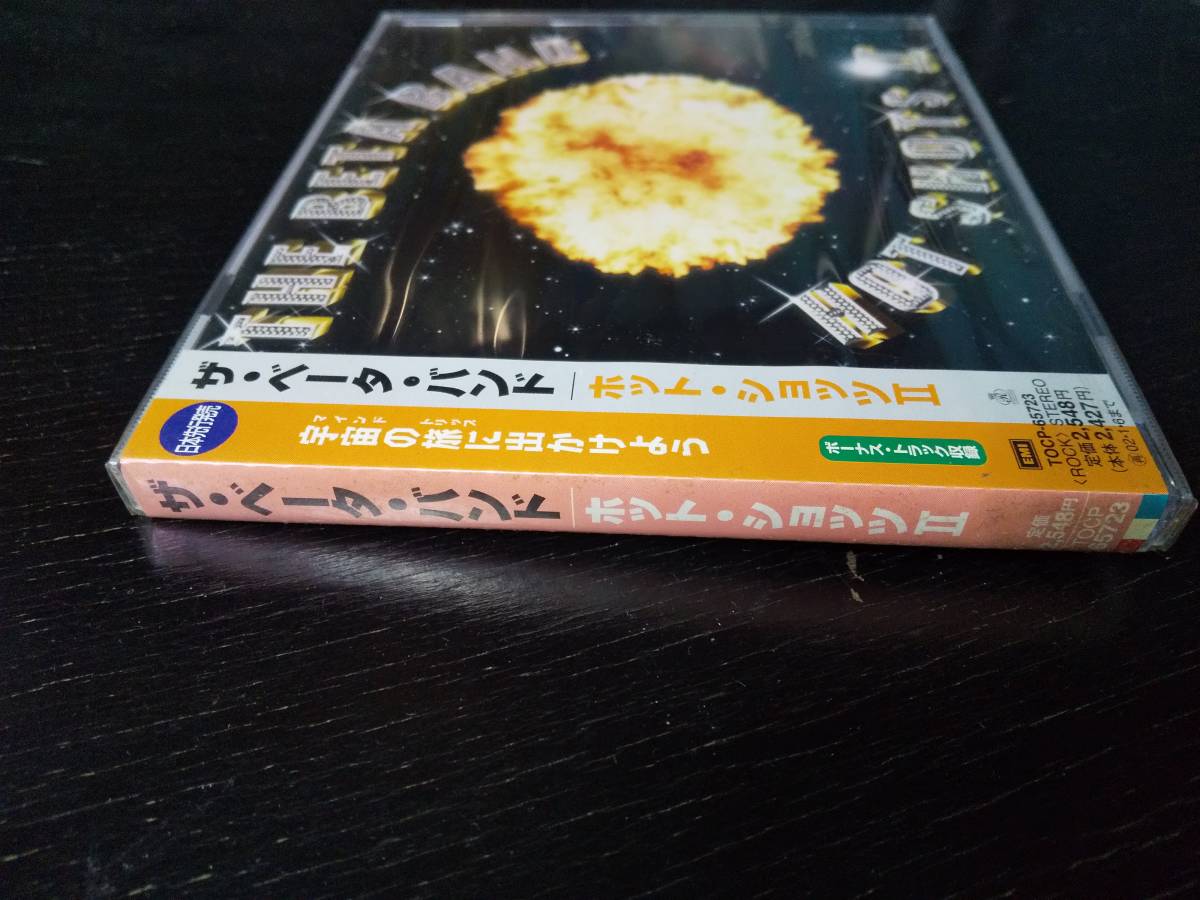 THE BETA BAND
HOT SHOTS II
ザ・ベータ・バンド
ホット・ショッツⅡ
日本先行発売
マインド トリップス
宇宙の旅に出かけよう
ボーナス・トラック収録
EMI
TOCP-65723
〈ROCK〉 STEREO
定価2,548円
(本体2,427円)
ザ・ベータ・バンド
ホット・ショッツⅡ
定価
2,548円
TOCP
65723